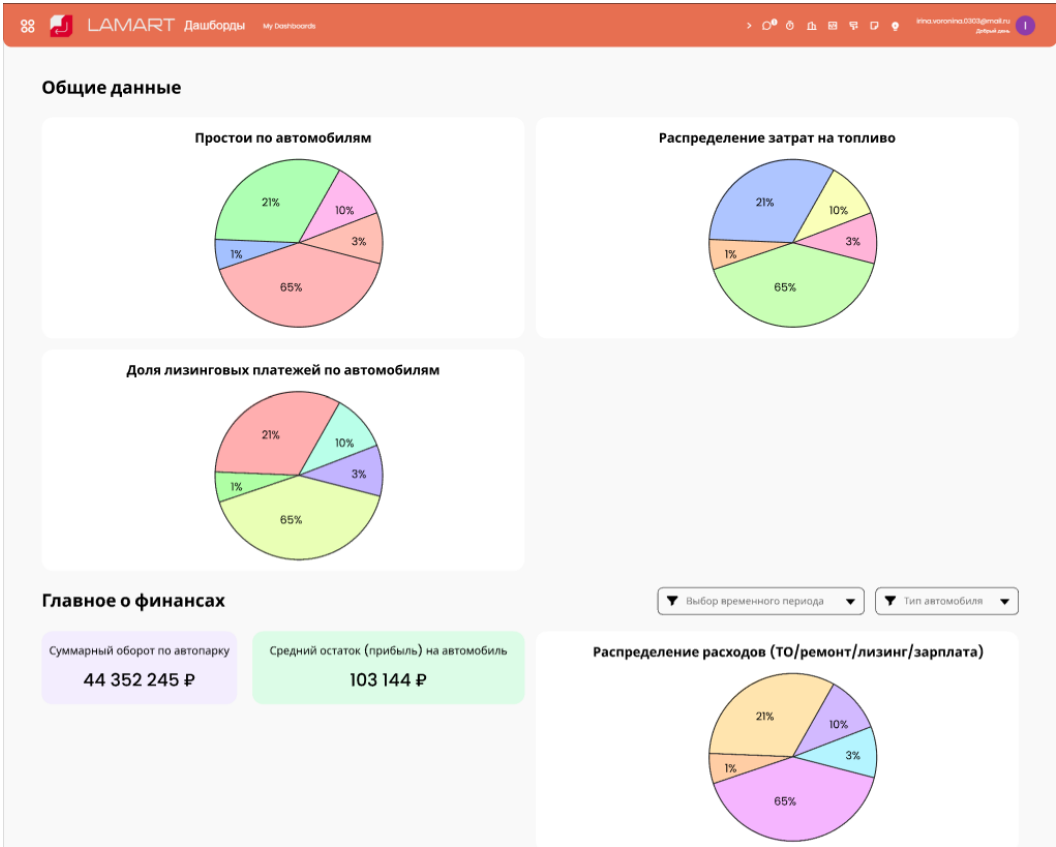 LAMART Дашборды My Dashboards
irina.voronina.0303@mail.ru
Добрый день
I
Общие данные
Простои по автомобилям
21%
10%
3%
1%
65%
Распределение затрат на топливо
21%
10%
3%
1%
65%
Доля лизинговых платежей по автомобилям
21%
10%
3%
1%
65%
Главное о финансах
Выбор временного периода
Тип автомобиля
Суммарный оборот по автопарку
44 352 245 ₽
Средний остаток (прибыль) на автомобиль
103 144 ₽
Распределение расходов (ТО/ремонт/лизинг/зарплата)
21%
10%
3%
1%
65%